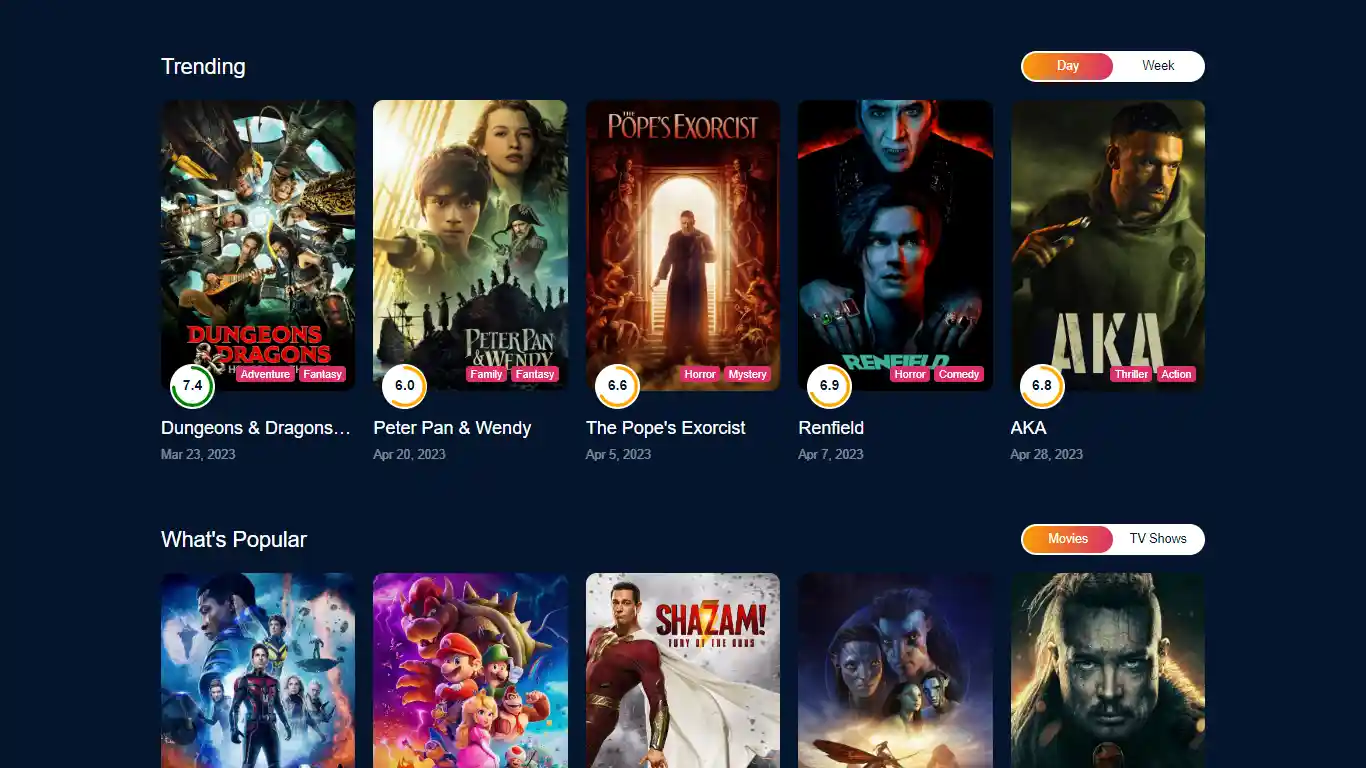 Trending
Day Week
DUNGEONS
& DRAGONS
PETER PAN
& WENDY
THE
POPE'S EXORCIST
RENFIELD
AKA
7.4
Adventure Fantasy
6.0
Family Fantasy
6.6
Horror Mystery
6.9
Horror Comedy
6.8
Thriller Action
Dungeons & Dragons...
Mar 23, 2023
Peter Pan & Wendy
Apr 20, 2023
The Pope's Exorcist
Apr 5, 2023
Renfield
Apr 7, 2023
AKA
Apr 28, 2023
What's Popular
Movies TV Shows
SHAZAM!
FURY OF THE GODS